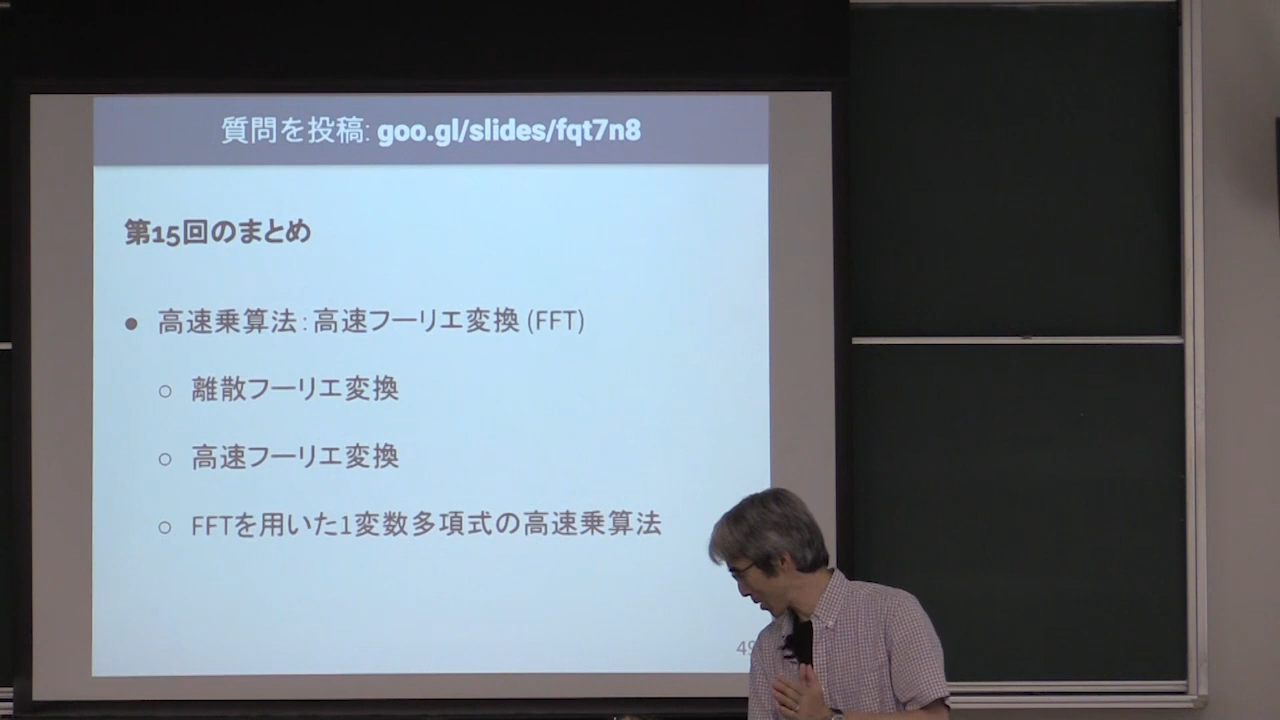 質問を投稿: goo.gl/slides/fqt7n8
第15回のまとめ
● 高速乗算法：高速フーリエ変換 (FFT)
○ 離散フーリエ変換
○ 高速フーリエ変換
○ FFTを用いた1変数多項式の高速乗算法
49